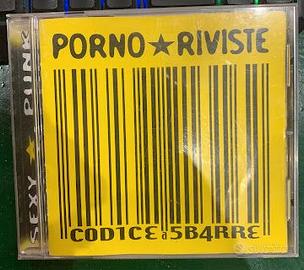 PORNO★RIVISTE
SEXY ★ PUNK
COD1CE a 5B4RRE